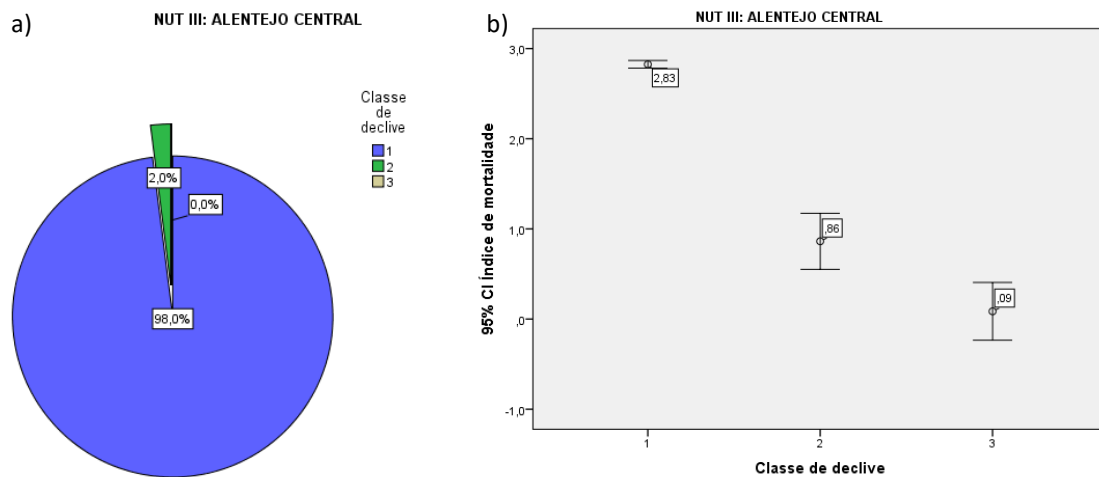 a)
NUT III: ALENTEJO CENTRAL
Classe
de
declive
1
2
3
2,0%
0,0%
98,0%
b)
NUT III: ALENTEJO CENTRAL
95% CI Índice de mortalidade
3,0
2,0
1,0
,0
-1,0
2,83
,86
,09
1
2
3
Classe de declive